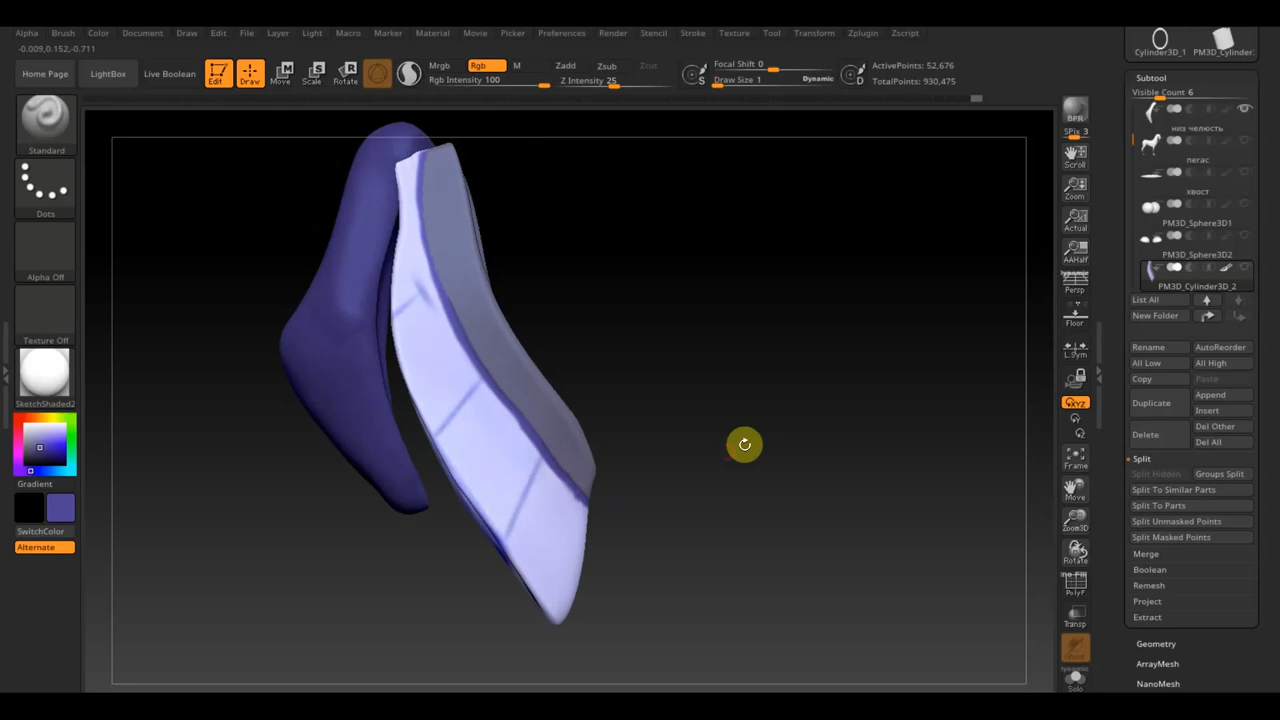 Alpha Brush Color Document Draw Edit File Layer Light Macro Marker Material Movie Picker Preferences Render Stencil Stroke Texture Tool Transform Zplugin Zscript
-0.009,0.152,-0.711
Home Page LightBox Live Boolean Edit Draw Move Scale Rotate
Mrgb Rgb M Zadd Zsub Zcut
Rgb Intensity 100 Z Intensity 25
Focal Shift 0
Draw Size 1 Dynamic
ActivePoints: 52,676
TotalPoints: 930,475
Standard
Dots
Alpha Off
Texture Off
SketchShaded2
Gradient
SwitchColor
Alternate
BPR
SPix 3
Scroll
Zoom
Actual
AAHalf
Dynamic
Persp
Floor
L.Sym
XYZ
Y
Z
Frame
Move
Zoom3D
Rotate
PolyF
Transp
Ghost
Dynamic
Solo
Cylinder3D_1 PM3D_Cylinder.
Subtool
Visible Count 6
низ челюсть
пегас
хвост
PM3D_Sphere3D1
PM3D_Sphere3D2
PM3D_Cylinder3D_2
List All
New Folder
Rename AutoReorder
All Low All High
Copy Paste
Duplicate Append
Insert
Delete Del Other
Del All
Split
Split Hidden Groups Split
Split To Similar Parts
Split To Parts
Split Unmasked Points
Split Masked Points
Merge
Boolean
Remesh
Project
Extract
Geometry
ArrayMesh
NanoMesh